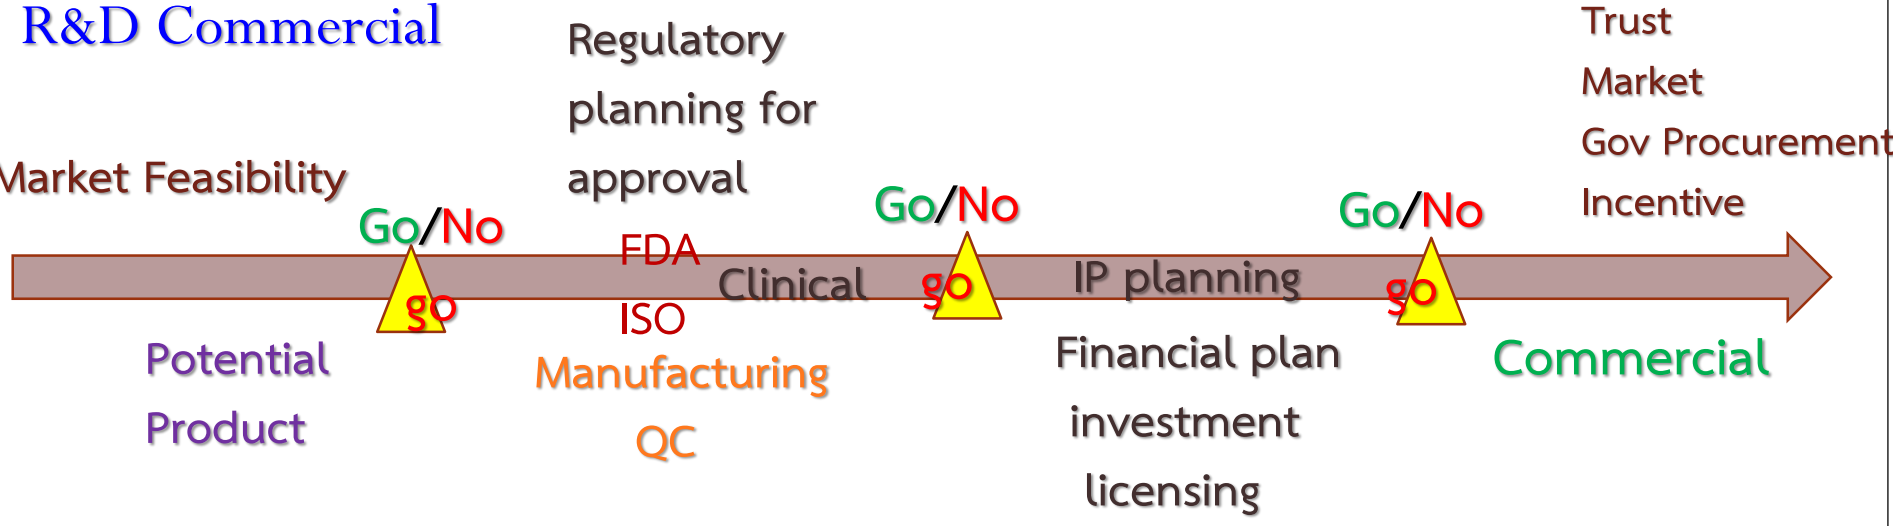 R&D Commercial
Market Feasibility
Potential
Product
Go/No
go
Regulatory
planning for
approval
FDA
ISO
Clinical
Manufacturing
QC
Go/No
go
IP planning
Financial plan
investment
licensing
Go/No
go
Trust
Market
Gov Procurement
Incentive
Commercial